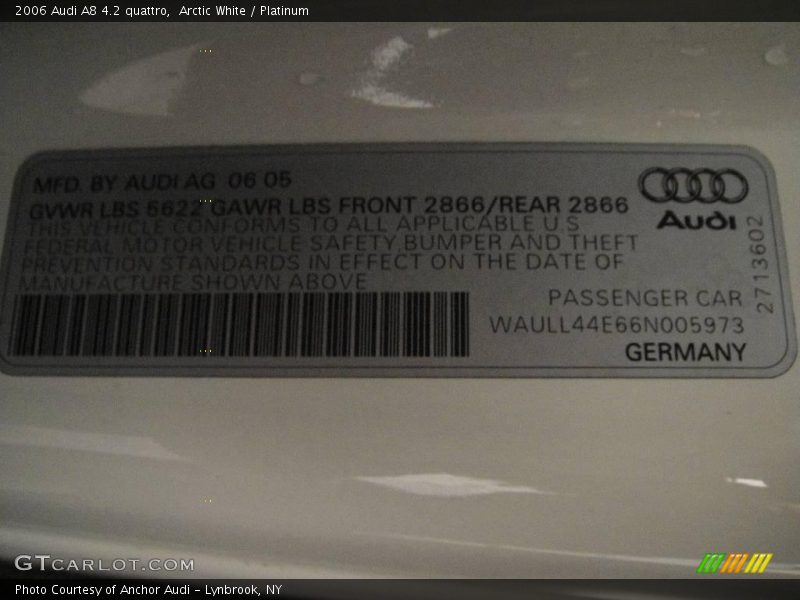 2006 Audi A8 4.2 quattro,  Arctic White / Platinum
MFD. BY AUDI AG  06 05
GVWR LBS 5622 GAWR LBS FRONT 2866/REAR 2866
THIS VEHICLE CONFORMS TO ALL APPLICABLE U.S
FEDERAL MOTOR VEHICLE SAFETY,BUMPER AND THEFT
PREVENTION STANDARDS IN EFFECT ON THE DATE OF
MANUFACTURE SHOWN ABOVE
Audi
2713602
PASSENGER CAR
WAULL44E66N005973
GERMANY
GTCARLOT.COM
Photo Courtesy of Anchor Audi – Lynbrook, NY